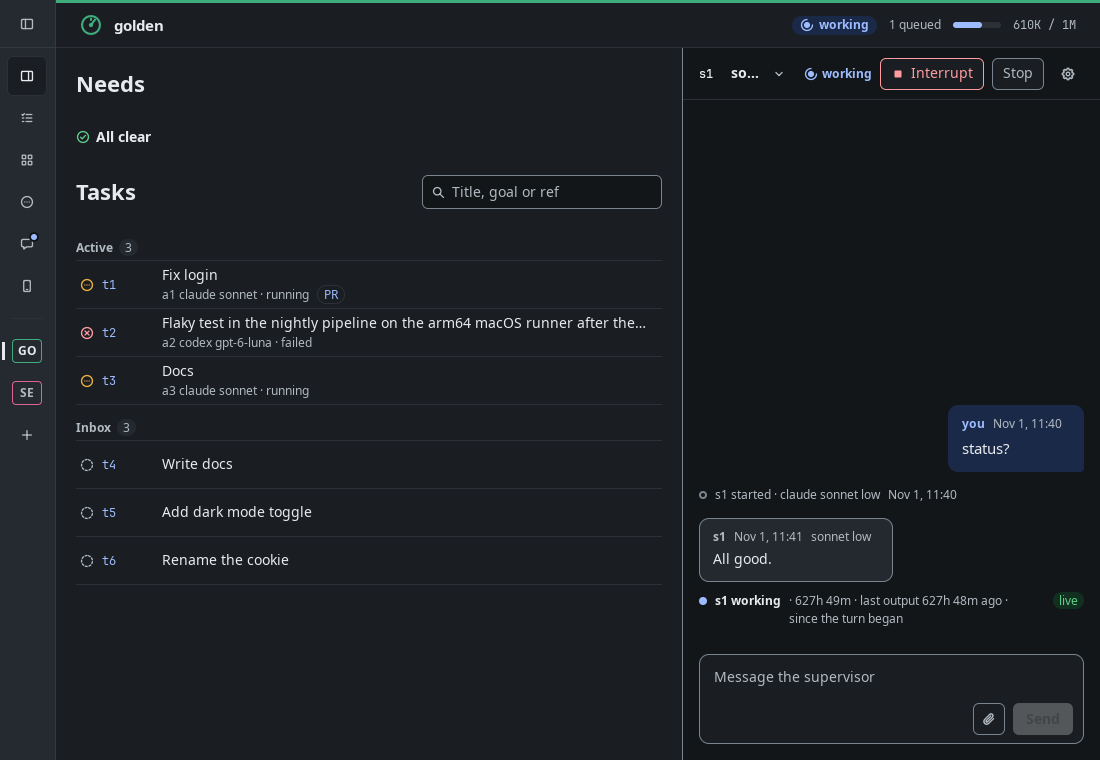 golden
working 1 queued 610K / 1M
Needs
All clear
Tasks
Title, goal or ref
Active 3
t1 Fix login
a1 claude sonnet · running PR
t2 Flaky test in the nightly pipeline on the arm64 macOS runner after the...
a2 codex gpt-6-luna · failed
t3 Docs
a3 claude sonnet · running
Inbox 3
t4 Write docs
t5 Add dark mode toggle
t6 Rename the cookie
GO
SE
s1 so... working Interrupt Stop
you Nov 1, 11:40
status?
s1 started · claude sonnet low Nov 1, 11:40
s1 Nov 1, 11:41 sonnet low
All good.
s1 working · 627h 49m · last output 627h 48m ago · live
since the turn began
Message the supervisor
Send